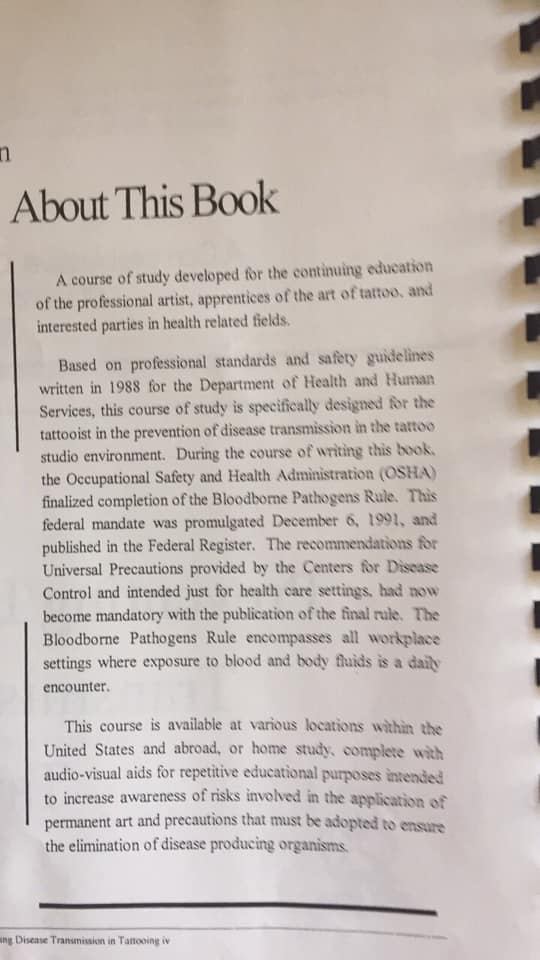 n
About This Book
A course of study developed for the continuing education
of the professional artist, apprentices of the art of tattoo, and
interested parties in health related fields.
Based on professional standards and safety guidelines
written in 1988 for the Department of Health and Human
Services, this course of study is specifically designed for the
tattooist in the prevention of disease transmission in the tattoo
studio environment. During the course of writing this book,
the Occupational Safety and Health Administration (OSHA)
finalized completion of the Bloodborne Pathogens Rule. This
federal mandate was promulgated December 6, 1991, and
published in the Federal Register. The recommendations for
Universal Precautions provided by the Centers for Disease
Control and intended just for health care settings, had now
become mandatory with the publication of the final rule. The
Bloodborne Pathogens Rule encompasses all workplace
settings where exposure to blood and body fluids is a daily
encounter.
This course is available at various locations within the
United States and abroad, or home study, complete with
audio-visual aids for repetitive educational purposes intended
to increase awareness of risks involved in the application of
permanent art and precautions that must be adopted to ensure
the elimination of disease producing organisms.
ing Disease Transmission in Tattooing iv